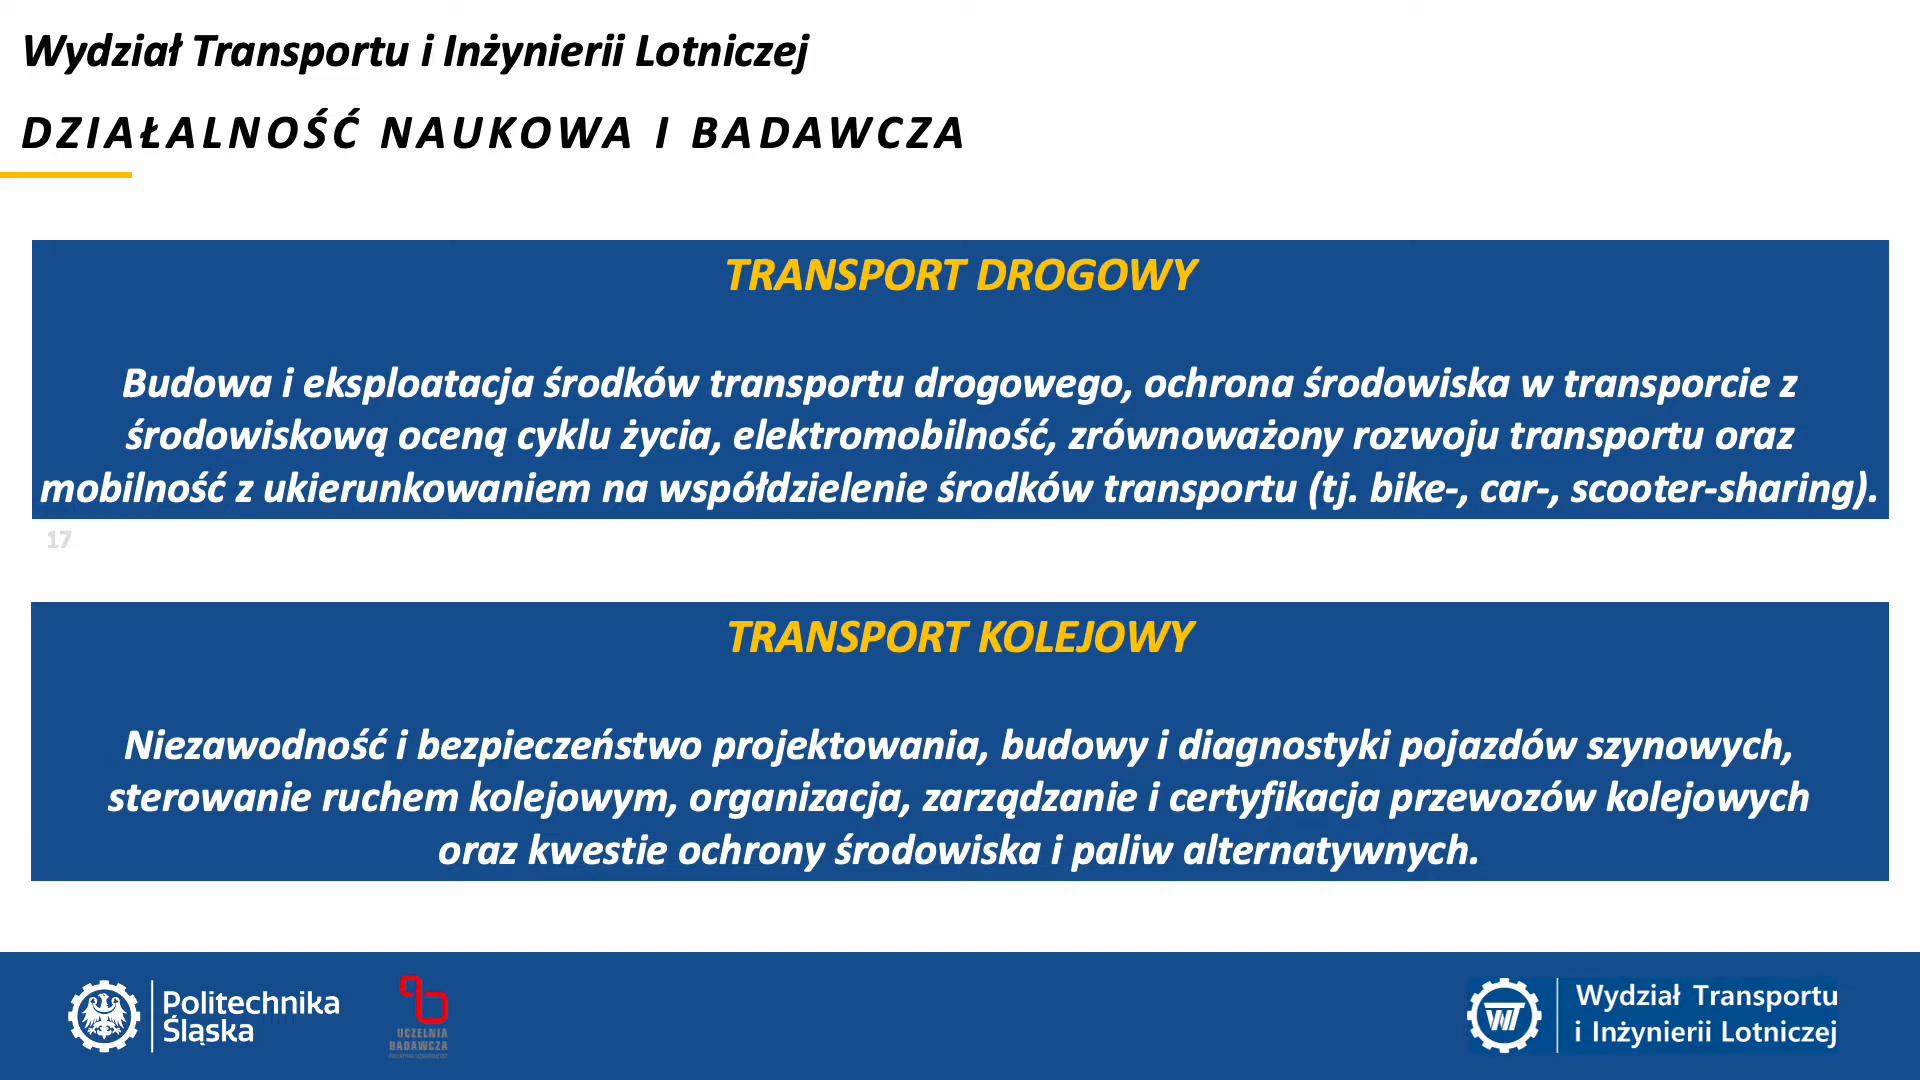 Wydział Transportu i Inżynierii Lotniczej
DZIAŁALNOŚĆ NAUKOWA I BADAWCZA
TRANSPORT DROGOWY
Budowa i eksploatacja środków transportu drogowego, ochrona środowiska w transporcie z
środowiskową oceną cyklu życia, elektromobilność, zrównoważony rozwoju transportu oraz
mobilność z ukierunkowaniem na współdzielenie środków transportu (tj. bike-, car-, scooter-sharing).
17
TRANSPORT KOLEJOWY
Niezawodność i bezpieczeństwo projektowania, budowy i diagnostyki pojazdów szynowych,
sterowanie ruchem kolejowym, organizacja, zarządzanie i certyfikacja przewozów kolejowych
oraz kwestie ochrony środowiska i paliw alternatywnych.
Politechnika
Śląska
UCZELNIA
BADAWCZA
Wydział Transportu
i Inżynierii Lotniczej